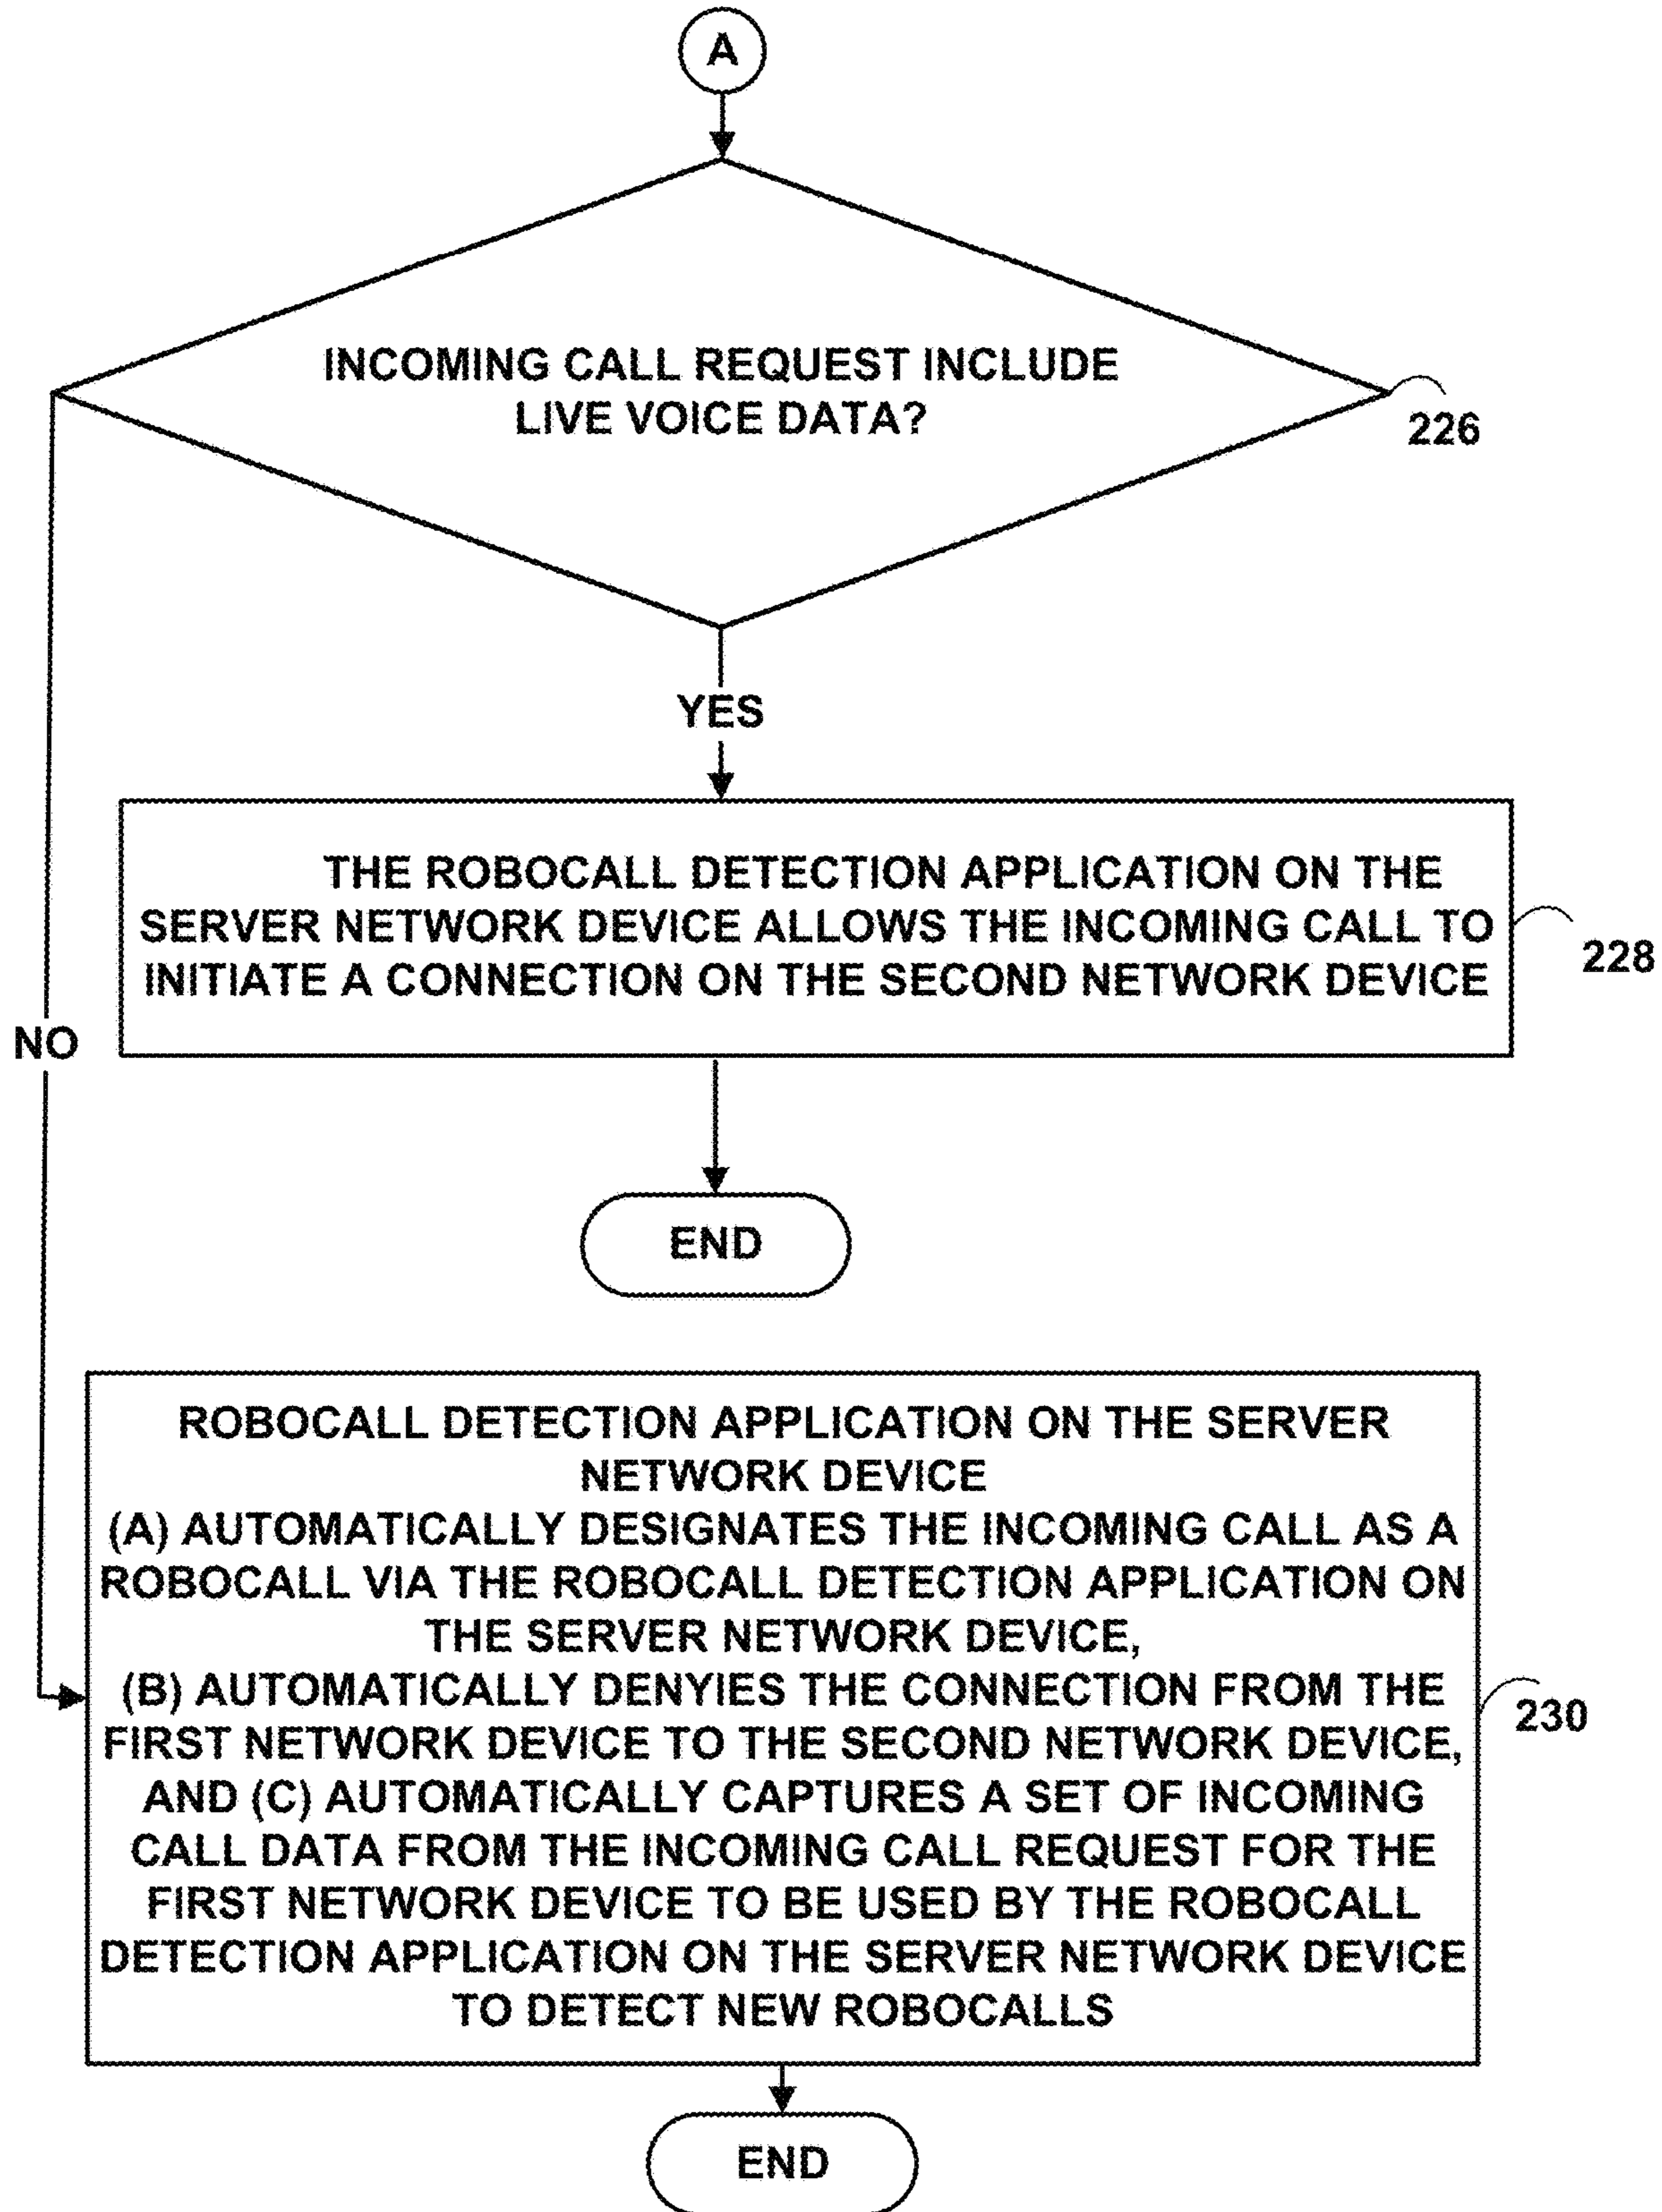 A
INCOMING CALL REQUEST INCLUDE
LIVE VOICE DATA?
226
YES
THE ROBOCALL DETECTION APPLICATION ON THE
SERVER NETWORK DEVICE ALLOWS THE INCOMING CALL TO
INITIATE A CONNECTION ON THE SECOND NETWORK DEVICE
228
NO
END
ROBOCALL DETECTION APPLICATION ON THE SERVER
NETWORK DEVICE
(A) AUTOMATICALLY DESIGNATES THE INCOMING CALL AS A
ROBOCALL VIA THE ROBOCALL DETECTION APPLICATION ON
THE SERVER NETWORK DEVICE,
(B) AUTOMATICALLY DENYIES THE CONNECTION FROM THE
FIRST NETWORK DEVICE TO THE SECOND NETWORK DEVICE,
AND (C) AUTOMATICALLY CAPTURES A SET OF INCOMING
CALL DATA FROM THE INCOMING CALL REQUEST FOR THE
FIRST NETWORK DEVICE TO BE USED BY THE ROBOCALL
DETECTION APPLICATION ON THE SERVER NETWORK DEVICE
TO DETECT NEW ROBOCALLS
230
END